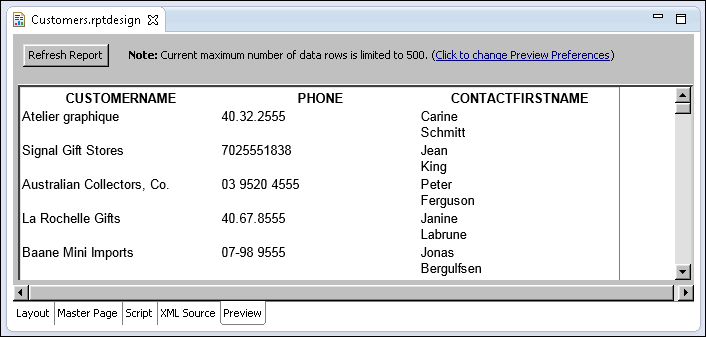 Customers.rptdesign
Refresh Report Note: Current maximum number of data rows is limited to 500. (Click to change Preview Preferences)
CUSTOMERNAME PHONE CONTACTFIRSTNAME
Atelier graphique 40.32.2555 Carine
Schmitt
Signal Gift Stores 7025551838 Jean
King
Australian Collectors, Co. 03 9520 4555 Peter
Ferguson
La Rochelle Gifts 40.67.8555 Janine
Labrune
Baane Mini Imports 07-98 9555 Jonas
Bergulfsen
Layout Master Page Script XML Source Preview